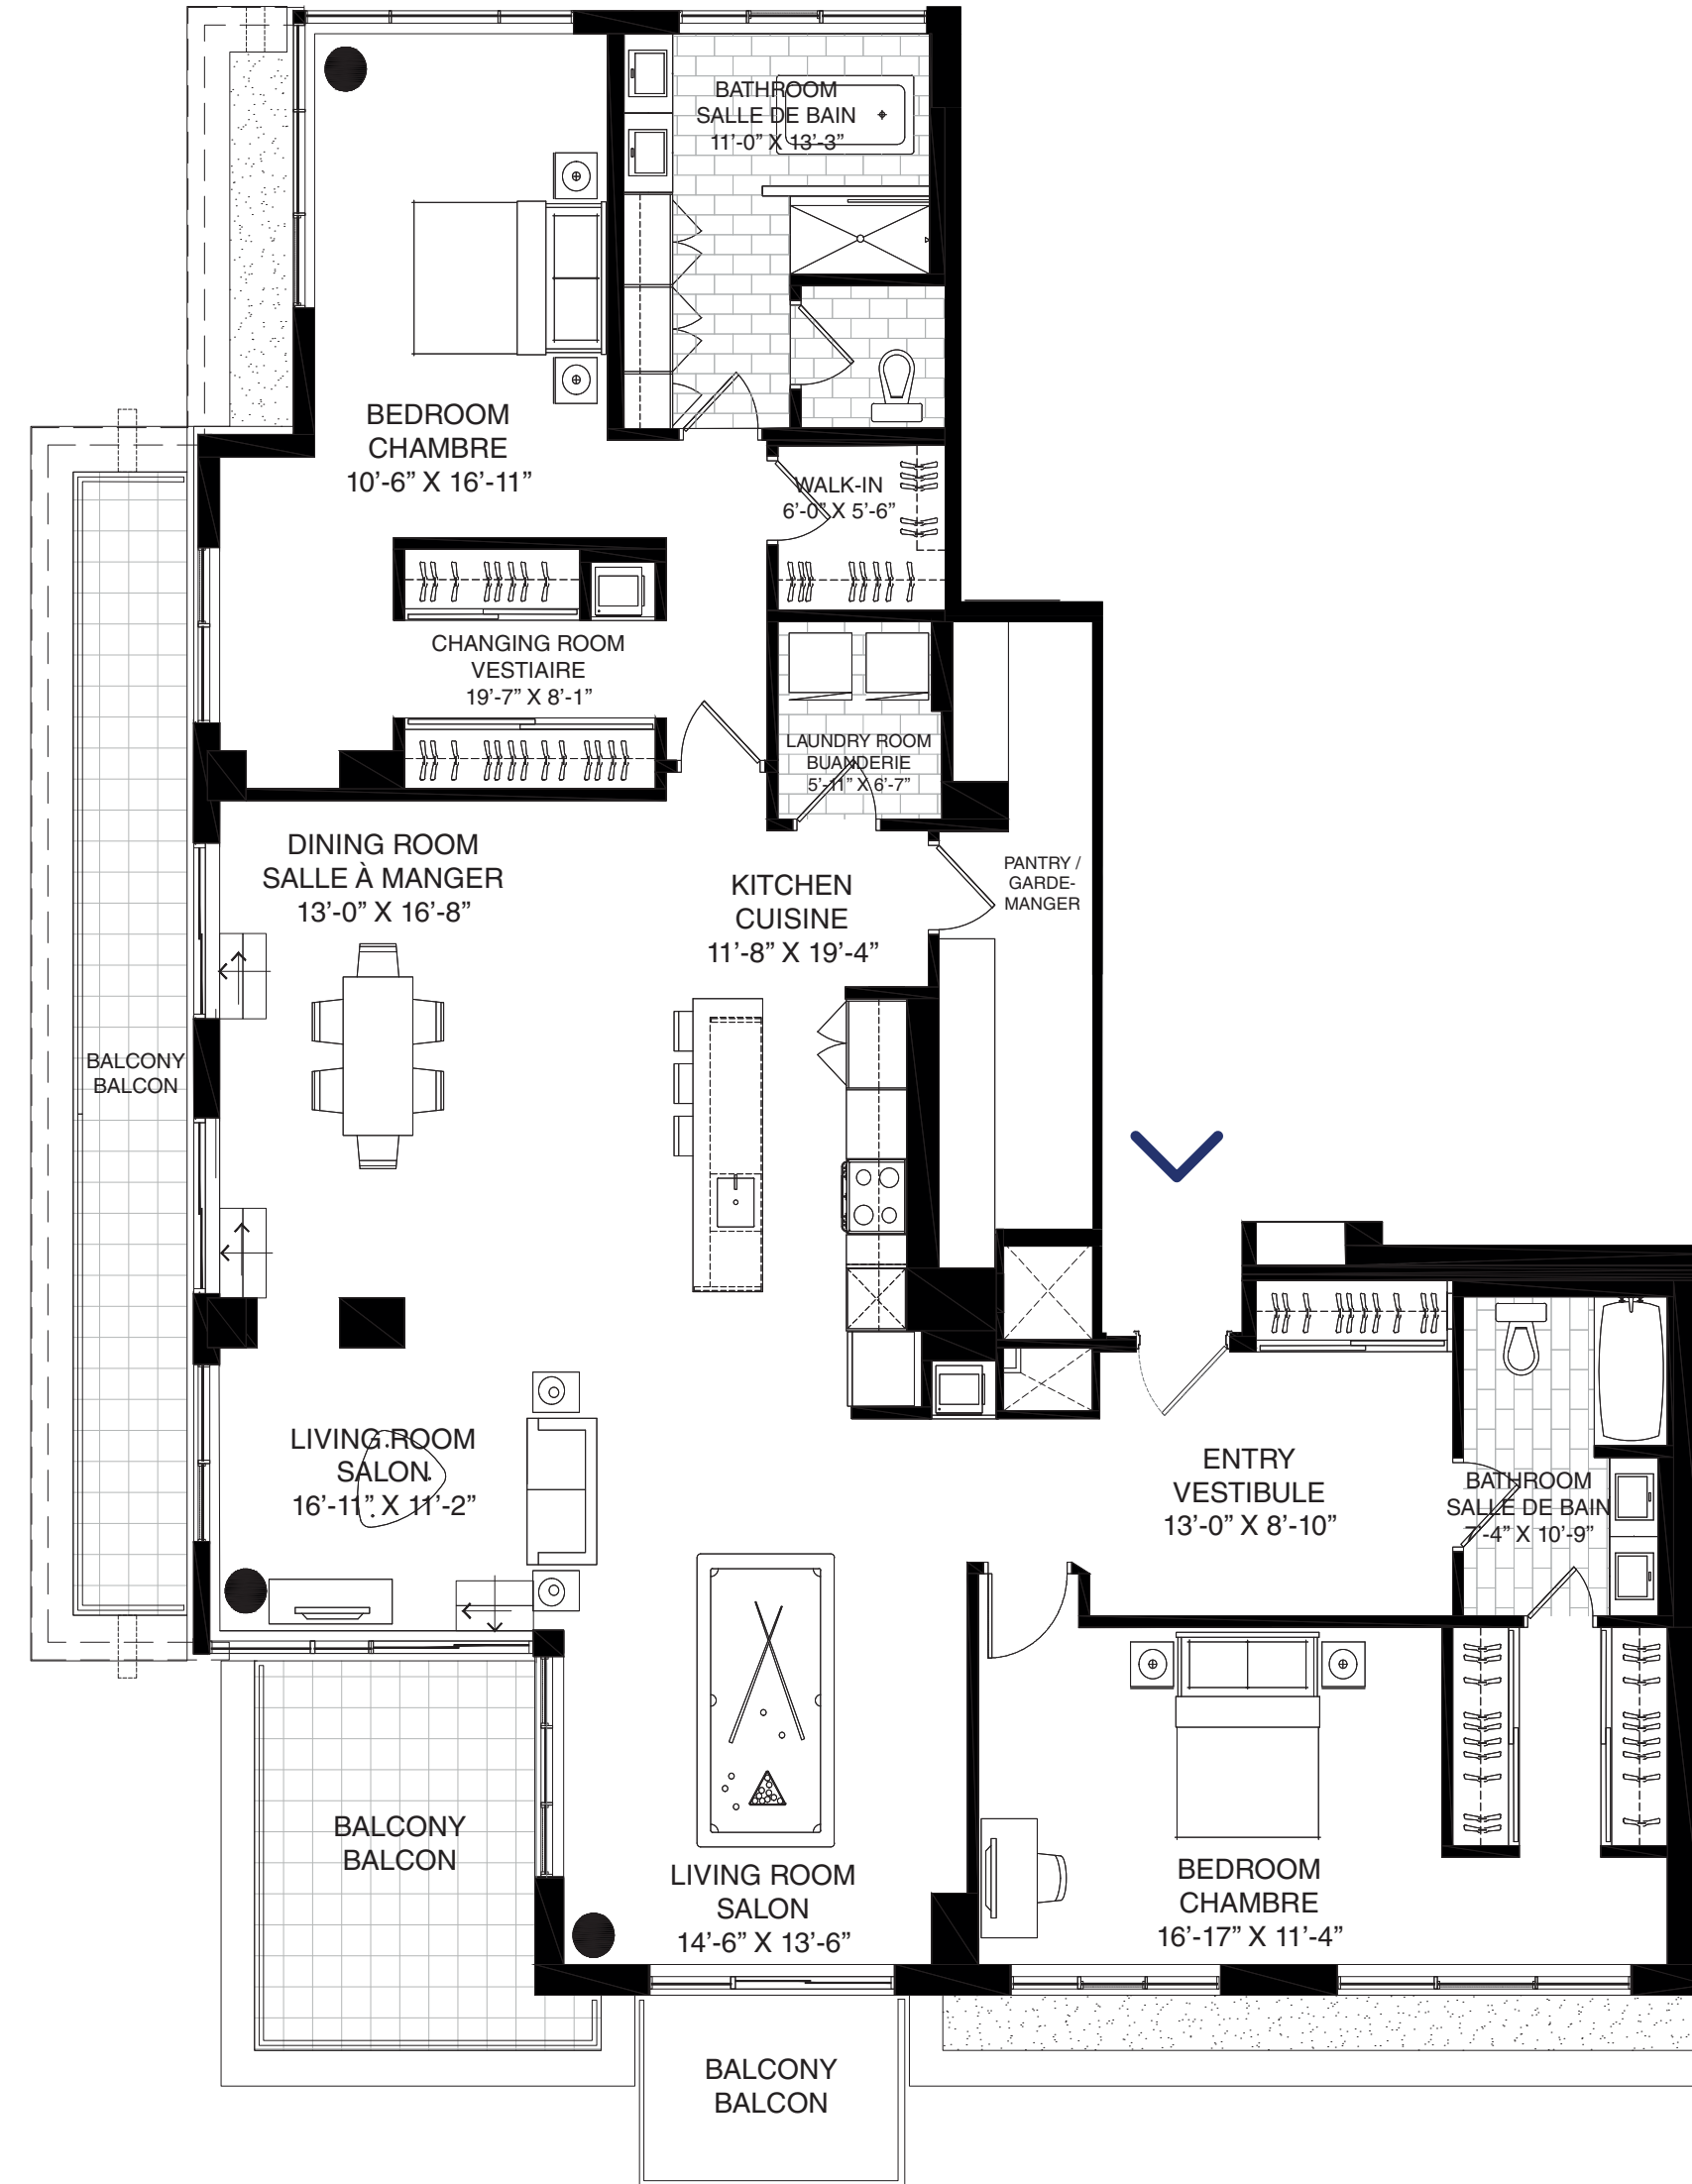 BATHROOM
SALLE DE BAIN
11’-0” X 13’-3”
BEDROOM
CHAMBRE
10’-6” X 16’-11”
WALK-IN
6’-0” X 5’-6”
CHANGING ROOM
VESTIAIRE
19’-7” X 8’-1”
LAUNDRY ROOM
BUANDERIE
5’-11” X 6’-7”
DINING ROOM
SALLE À MANGER
13’-0” X 16’-8”
KITCHEN
CUISINE
11’-8” X 19’-4”
PANTRY /
GARDE-
MANGER
BALCONY
BALCON
LIVING ROOM
SALON
16’-11” X 11’-2”
ENTRY
VESTIBULE
13’-0” X 8’-10”
BATHROOM
SALLE DE BAIN
7’-4” X 10’-9”
BALCONY
BALCON
LIVING ROOM
SALON
14’-6” X 13’-6”
BEDROOM
CHAMBRE
16’-17” X 11’-4”
BALCONY
BALCON